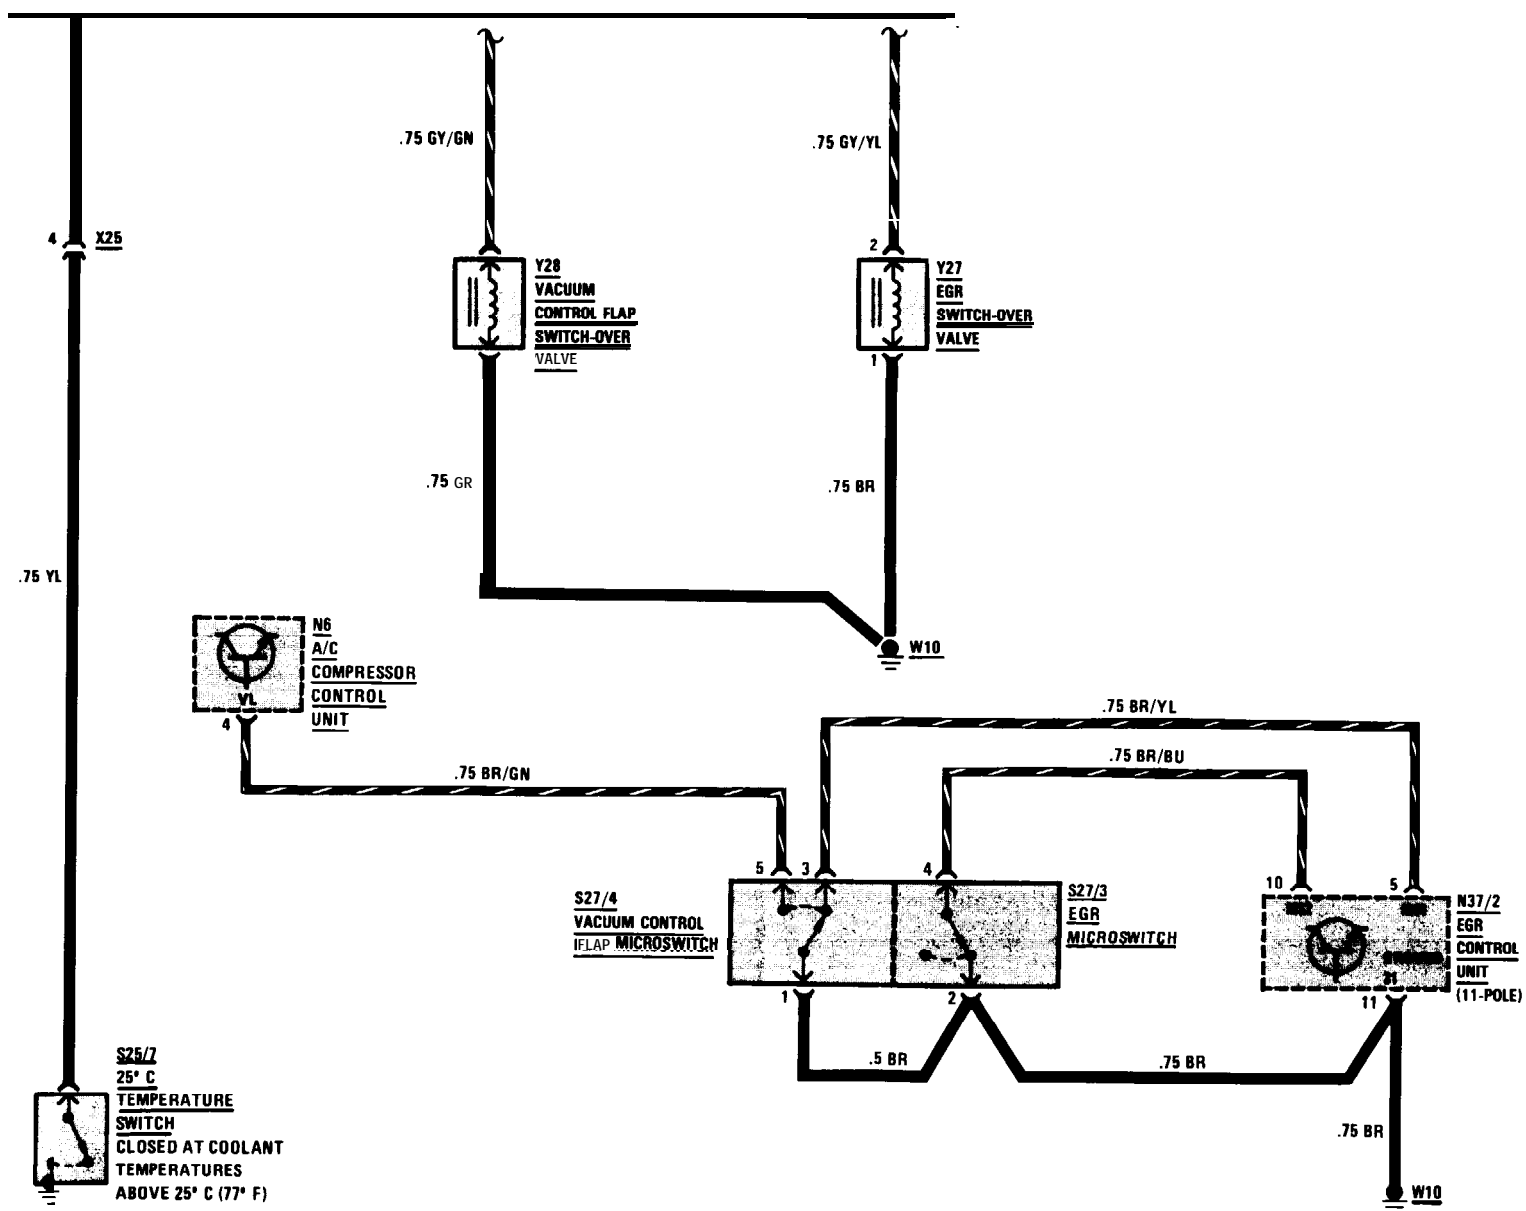 .75 GY/GN
.75 GY/YL
4
X25
2
Y28
VACUUM
CONTROL FLAP
SWITCH-OVER
VALVE
Y27
EGR
SWITCH-OVER
VALVE
1
.75 GR
.75 BR
.75 YL
N6
A/C
COMPRESSOR
CONTROL
UNIT
4
W10
.75 BR/YL
.75 BR/BU
.75 BR/GN
5
3
4
10
5
S27/4
VACUUM CONTROL
FLAP MICROSWITCH
S27/3
EGR
MICROSWITCH
N37/2
EGR
CONTROL
UNIT
(11-POLE)
31
1
2
11
.5 BR
.75 BR
.75 BR
W10
S25/7
25° C
TEMPERATURE
SWITCH
CLOSED AT COOLANT
TEMPERATURES
ABOVE 25° C (77° F)